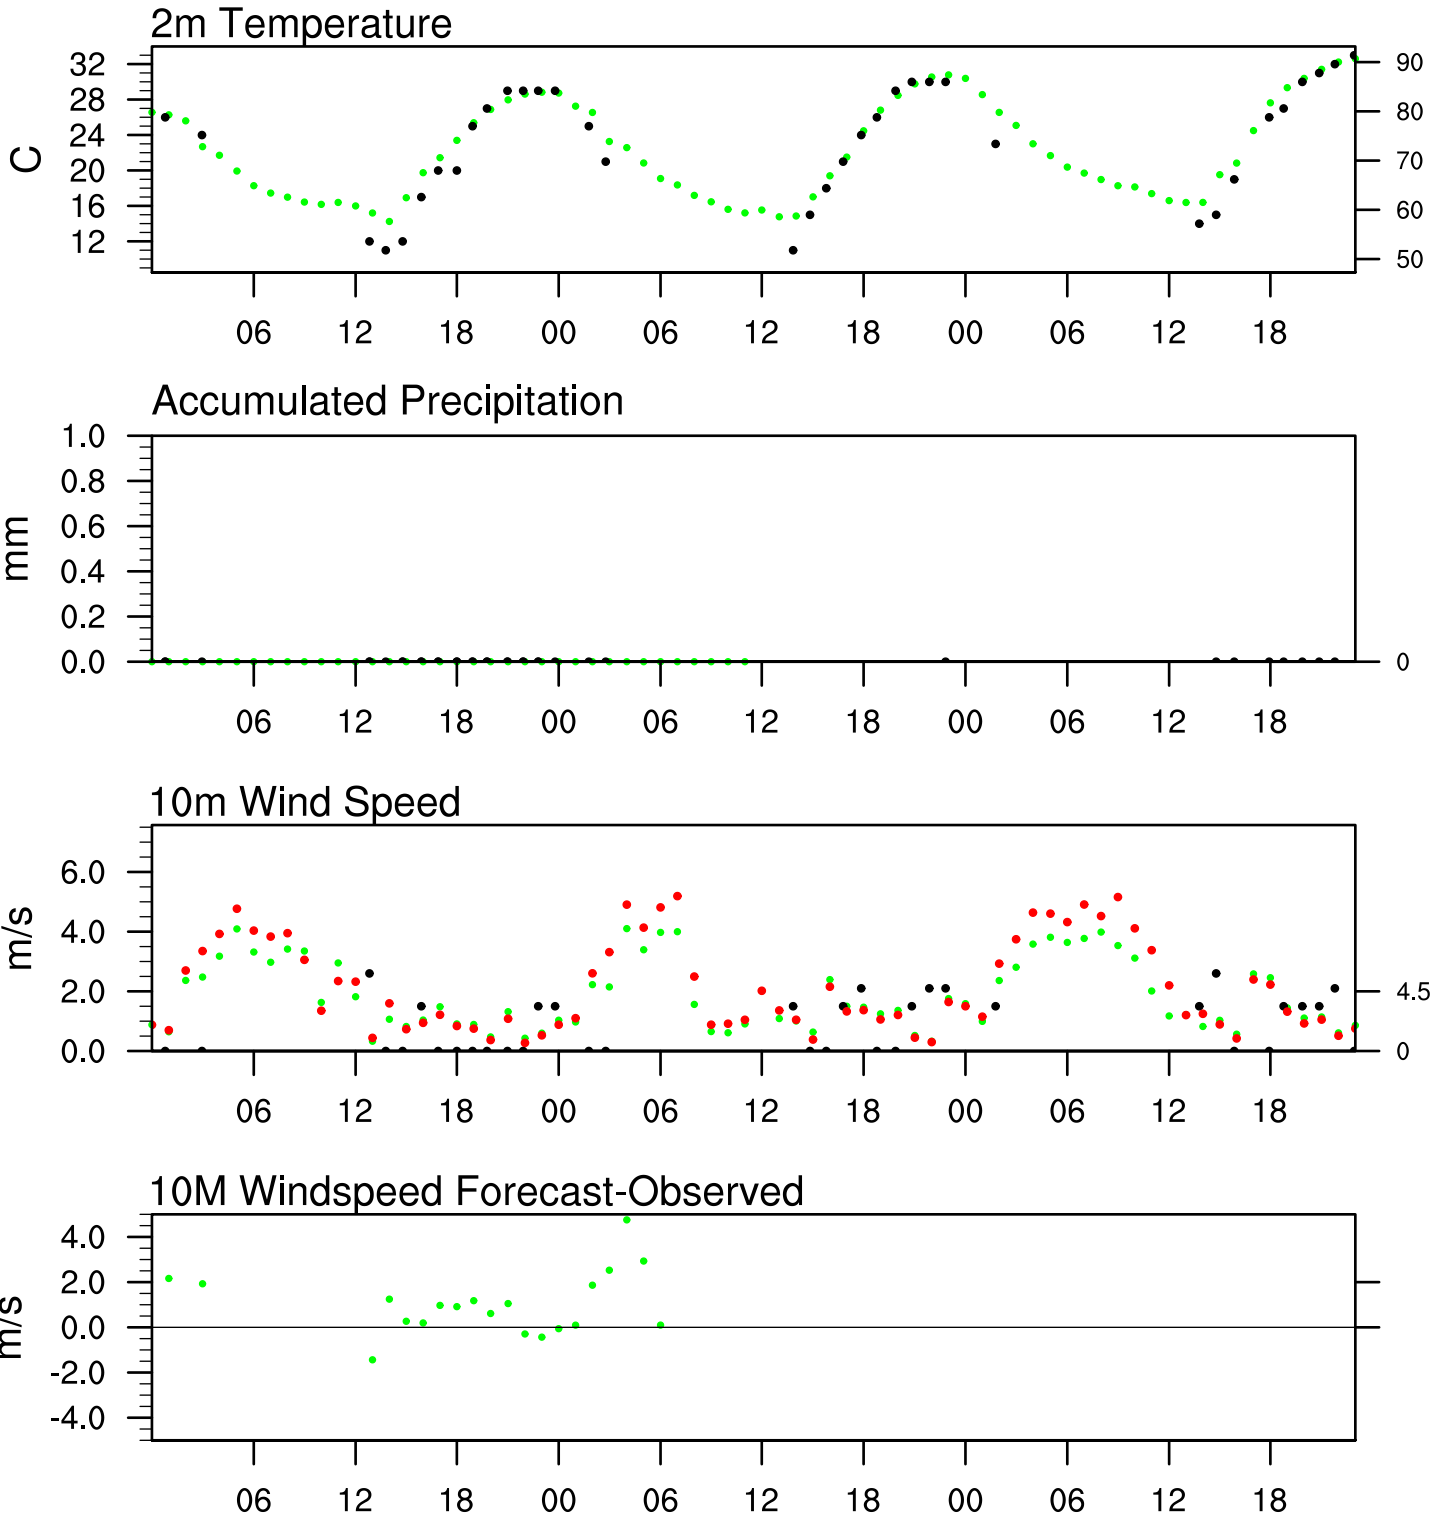 2m Temperature
32 90
28 80
24
C
20 70
16 60
12
50
06 12 18 00 06 12 18 00 06 12 18
Accumulated Precipitation
1.0
0.8
0.6
mm
0.4
0.2
0.0 0
06 12 18 00 06 12 18 00 06 12 18
10m Wind Speed
6.0
4.0
m/s
2.0 4.5
0.0 0
06 12 18 00 06 12 18 00 06 12 18
10M Windspeed Forecast-Observed
4.0
2.0
0.0
m/s
-2.0
-4.0
06 12 18 00 06 12 18 00 06 12 18